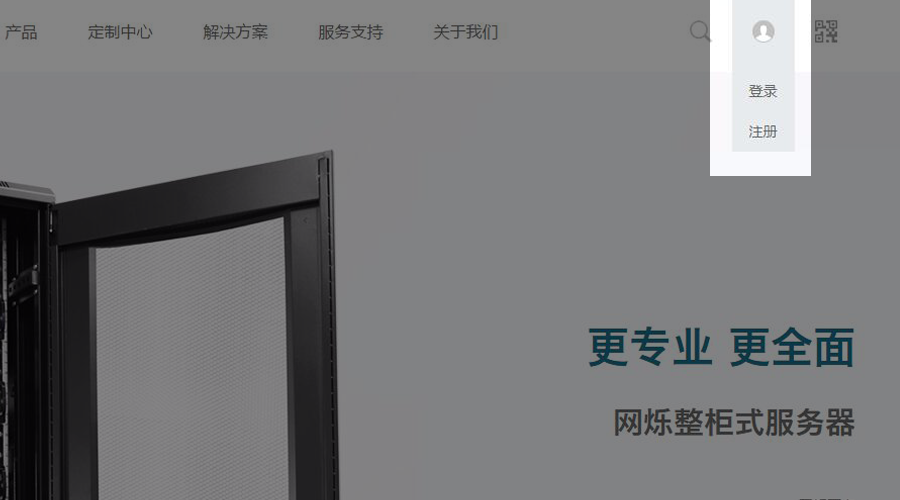 产品 定制中心 解决方案 服务支持 关于我们
登录
注册
更专业 更全面
网烁整柜式服务器